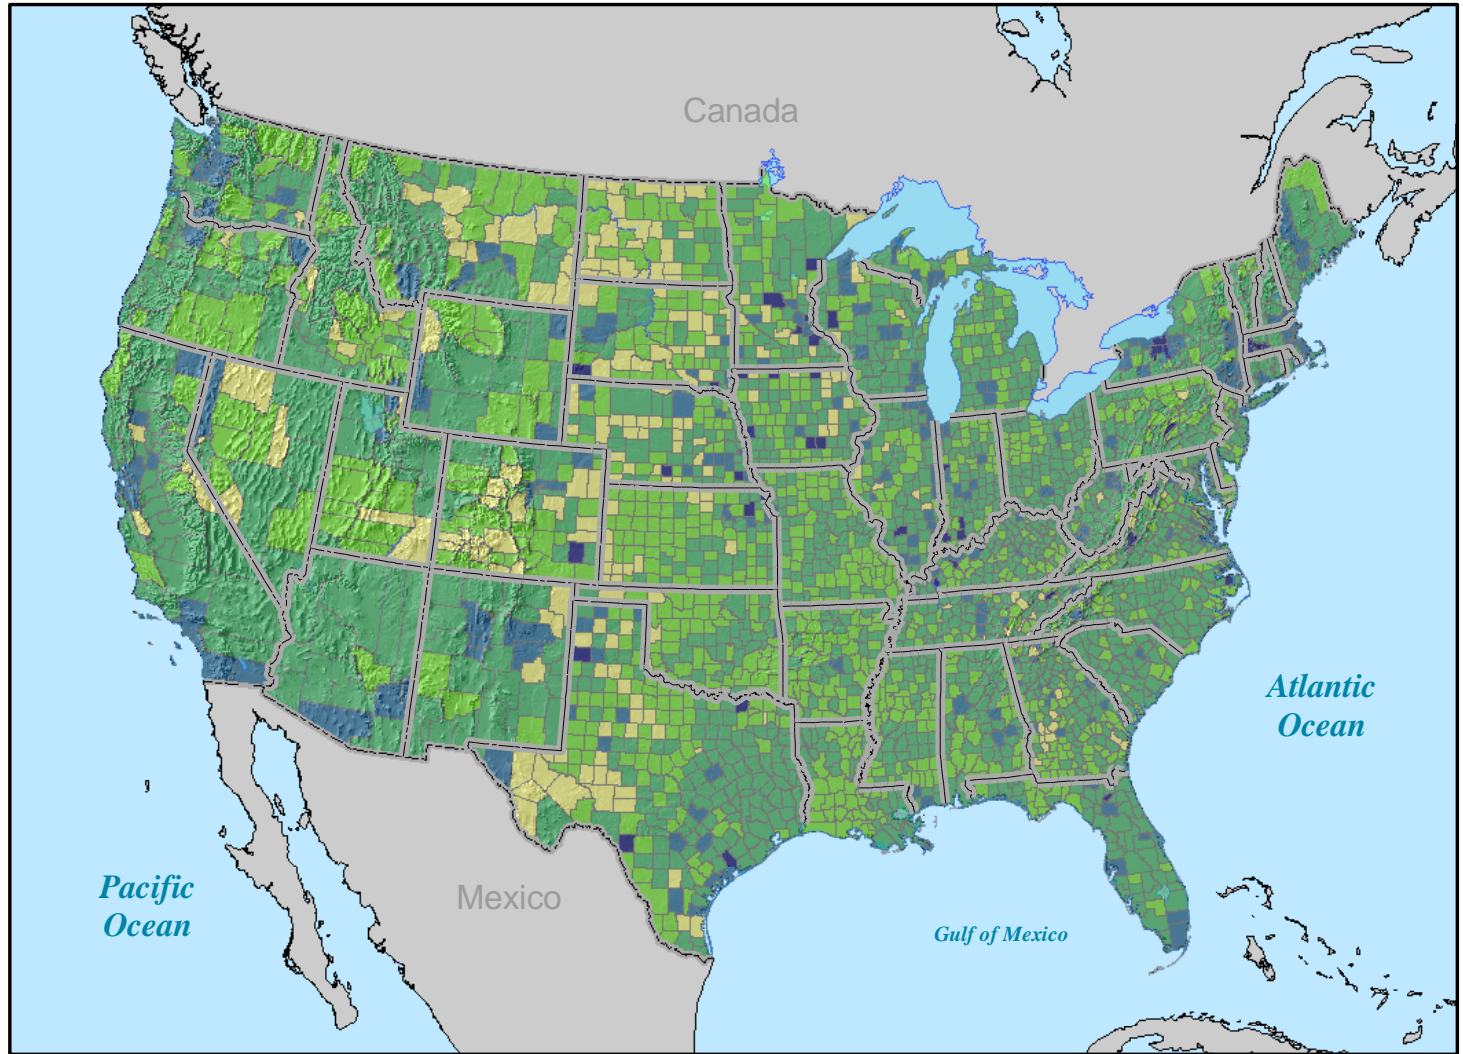 Canada
Atlantic
Ocean
Pacific
Ocean
Mexico
Gulf of Mexico